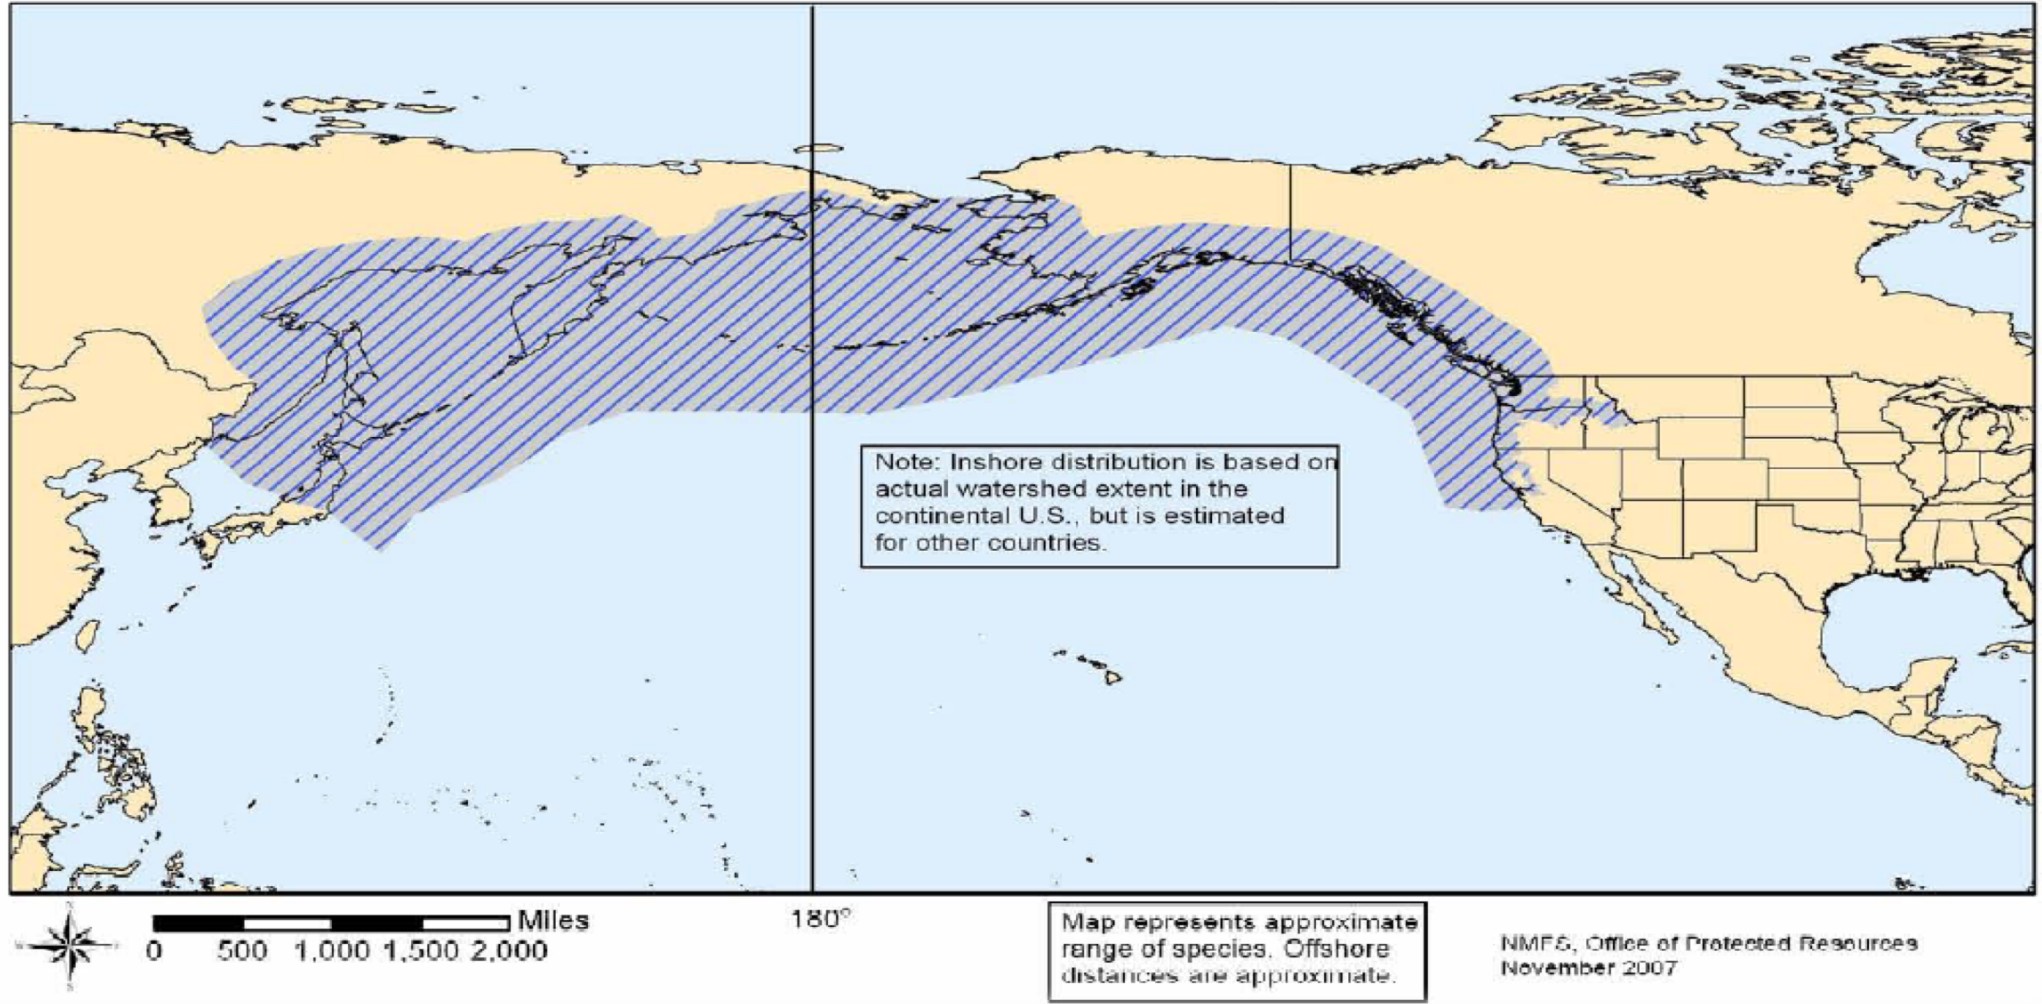 Note: Inshore distribution is based on
actual watershed extent in the
continental U.S., but is estimated
for other countries.
Miles
0 500 1,000 1,500 2,000
180°
Map represents approximate
range of species. Offshore
distances are approximate.
NMFS, Office of Protected Resources
November 2007